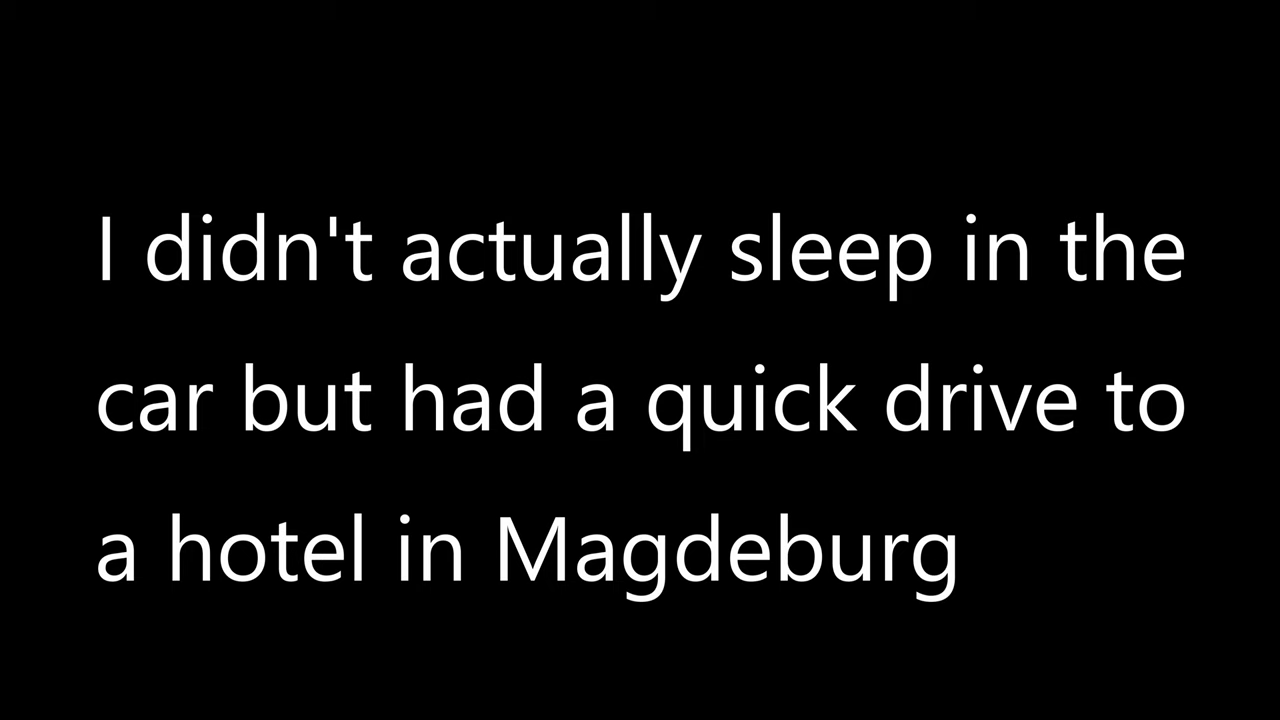 I didn't actually sleep in the
car but had a quick drive to
a hotel in Magdeburg